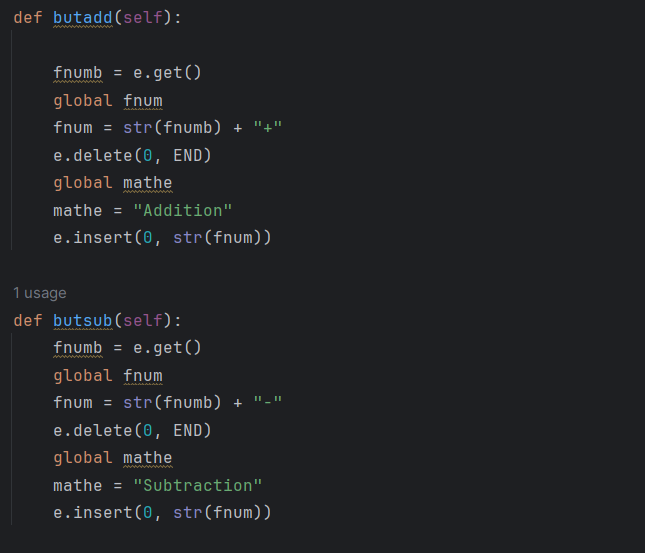 def butadd(self):
    fnumb = e.get()
    global fnum
    fnum = str(fnumb) + "+"
    e.delete(0, END)
    global mathe
    mathe = "Addition"
    e.insert(0, str(fnum))
1 usage
def butsub(self):
    fnumb = e.get()
    global fnum
    fnum = str(fnumb) + "-"
    e.delete(0, END)
    global mathe
    mathe = "Subtraction"
    e.insert(0, str(fnum))